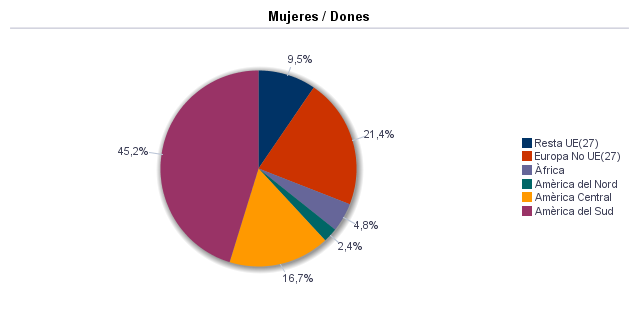 Mujeres / Dones
9,5%
21,4%
45,2%
4,8%
2,4%
16,7%
Resta UE(27)
Europa No UE(27)
Àfrica
Amèrica del Nord
Amèrica Central
Amèrica del Sud